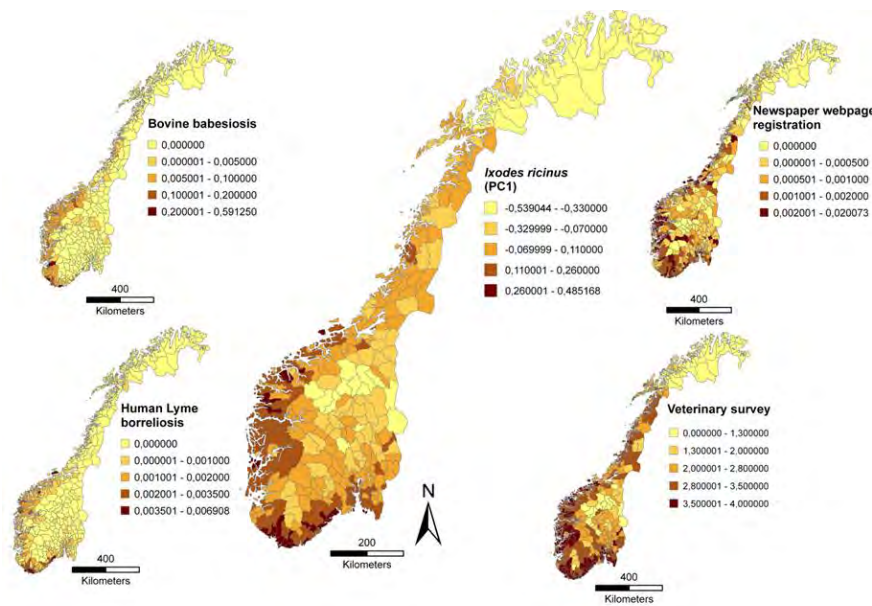 Bovine babesiosis
0,000000
0,000001 - 0,005000
0,005001 - 0,100000
0,100001 - 0,200000
0,200001 - 0,591250
400
Kilometers
Ixodes ricinus
(PC1)
-0,539044 - -0,330000
-0,329999 - -0,070000
-0,069999 - 0,110000
0,110001 - 0,260000
0,260001 - 0,485168
Newspaper webpage
registration
0,000000
0,000001 - 0,000500
0,000501 - 0,001000
0,001001 - 0,002000
0,002001 - 0,020073
400
Kilometers
Human Lyme
borreliosis
0,000000
0,000001 - 0,001000
0,001001 - 0,002000
0,002001 - 0,003500
0,003501 - 0,006908
400
Kilometers
N
200
Kilometers
Veterinary survey
0,000000 - 1,300000
1,300001 - 2,000000
2,000001 - 2,800000
2,800001 - 3,500000
3,500001 - 4,000000
400
Kilometers